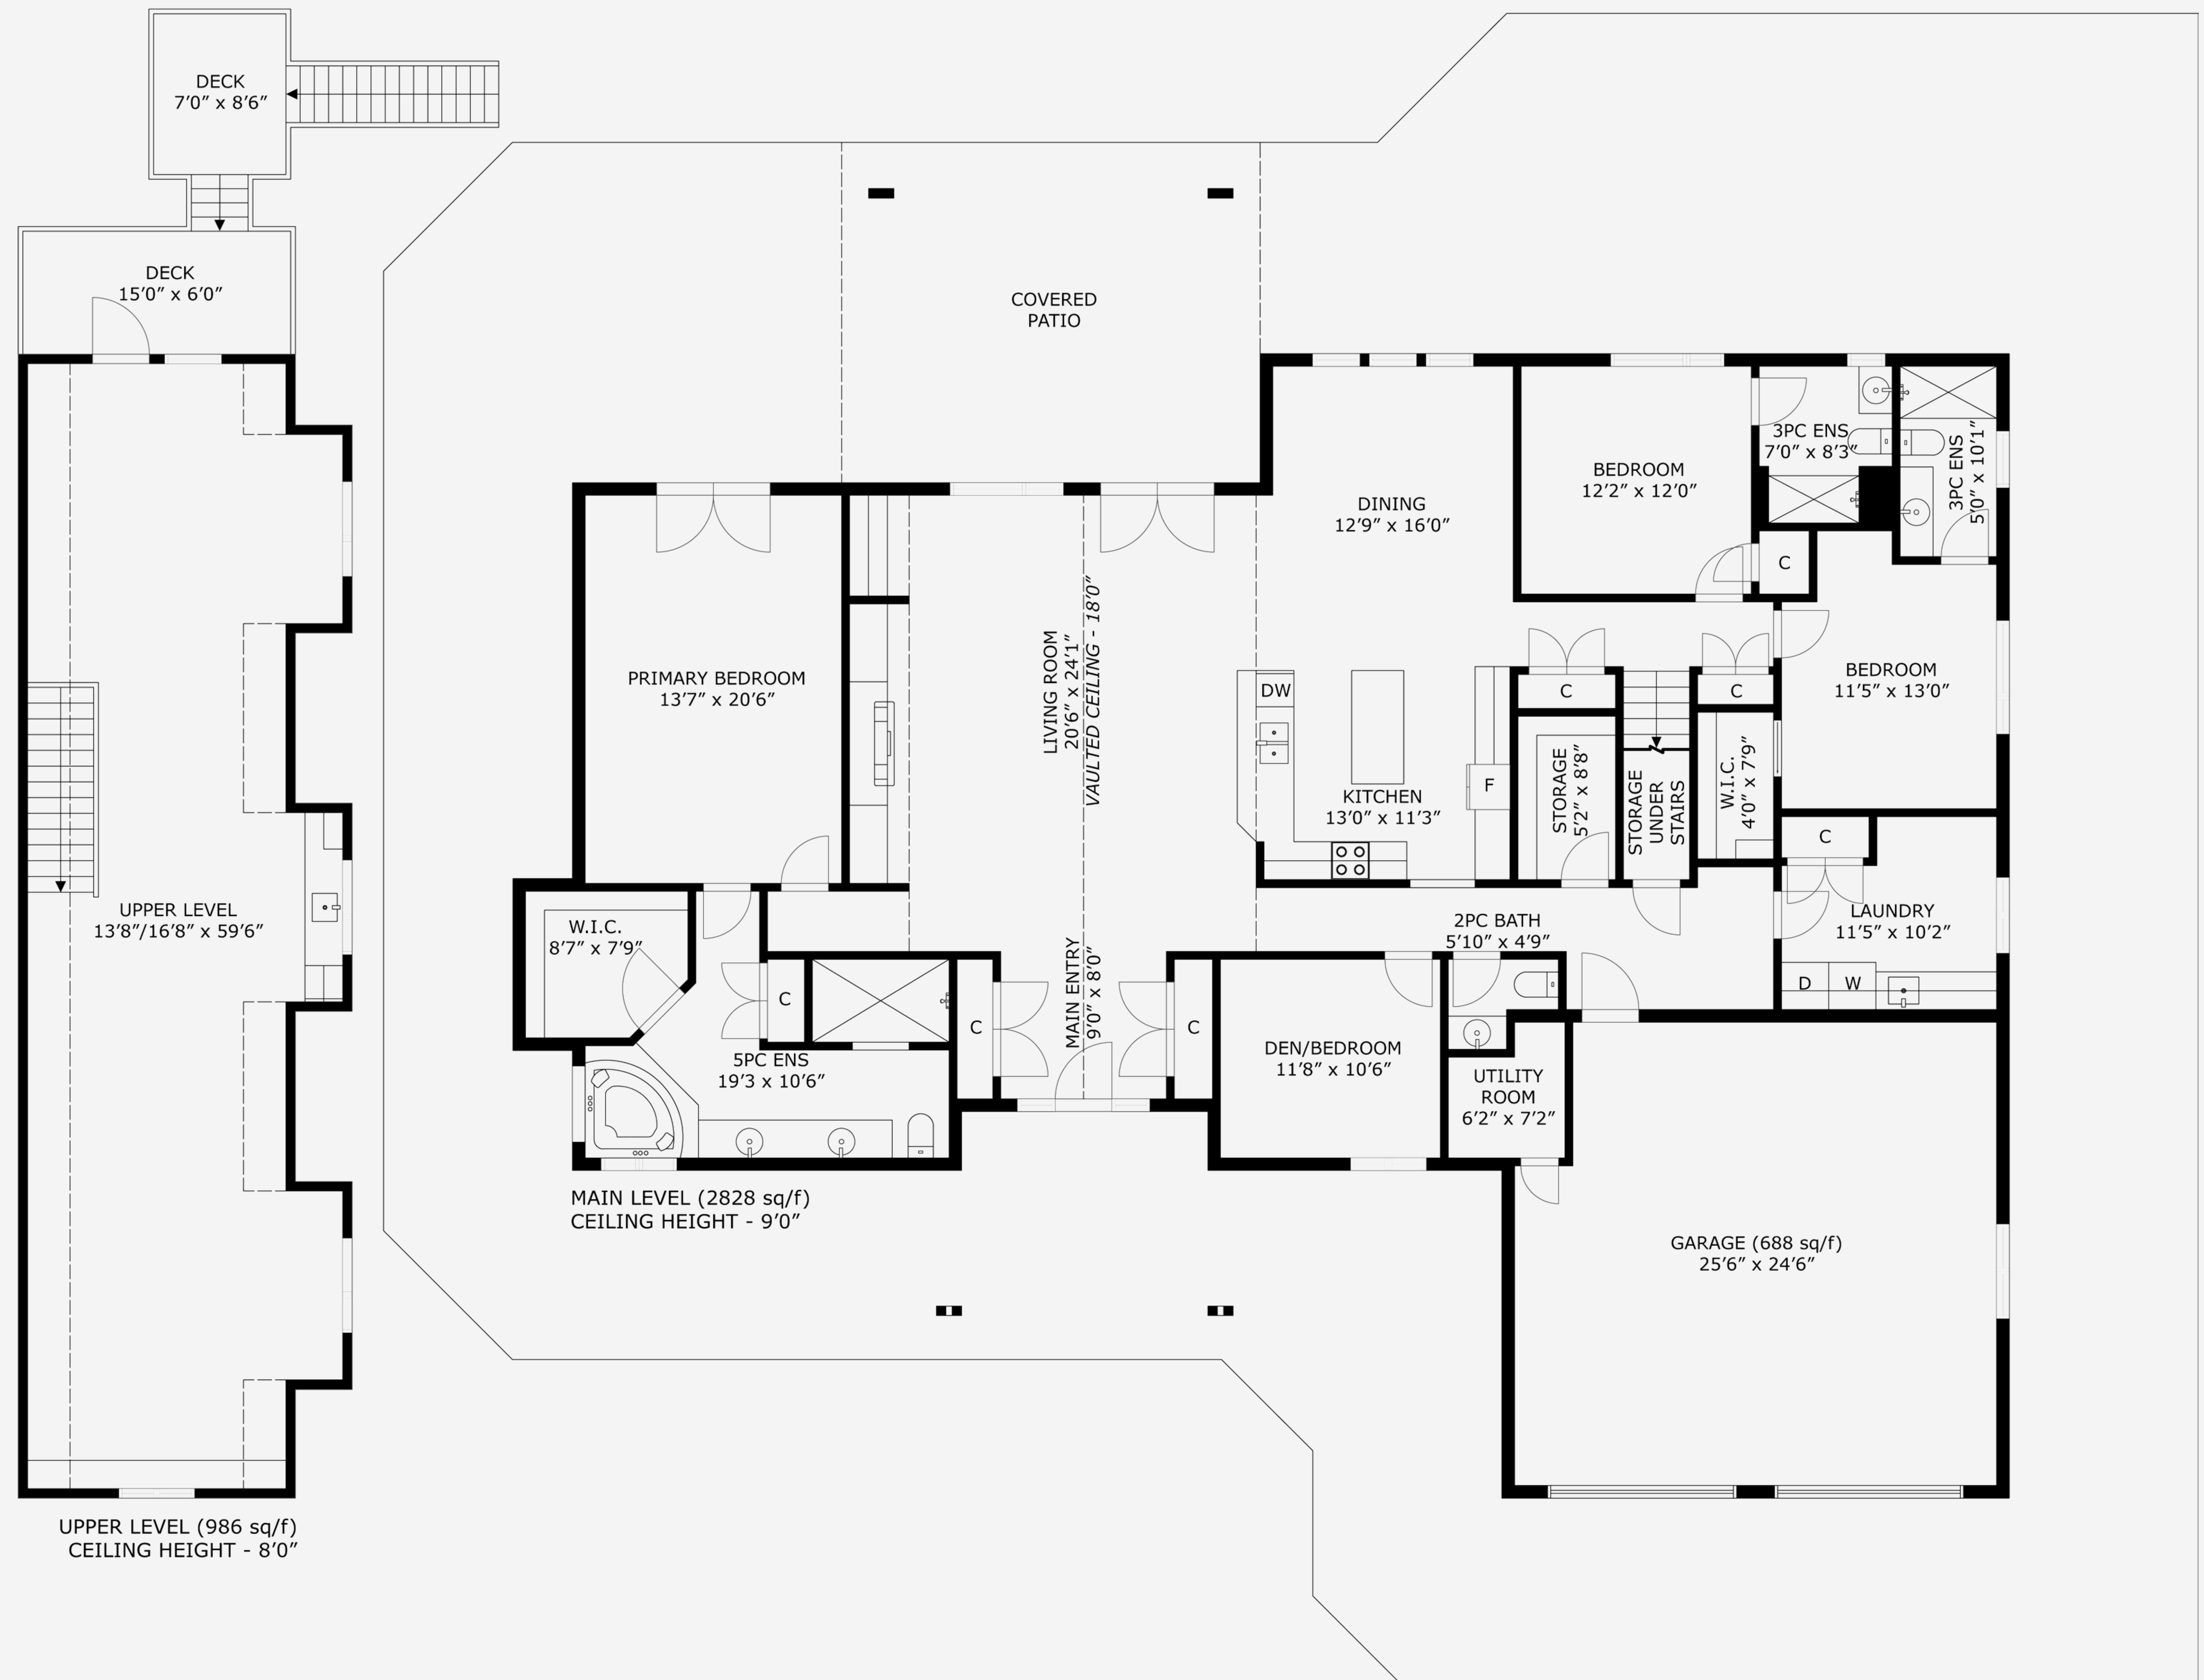 DECK
7’0” x 8’6”
DECK
15’0” x 6’0”
UPPER LEVEL
13’8”/16’8” x 59’6”
UPPER LEVEL (986 sq/f)
CEILING HEIGHT - 8’0”
COVERED
PATIO
PRIMARY BEDROOM
13’7” x 20’6”
LIVING ROOM
20’6” x 24’1”
VAULTED CEILING - 18’0”
DINING
12’9” x 16’0”
BEDROOM
12’2” x 12’0”
3PC ENS
7’0” x 8’3”
3PC ENS
5’0” x 10’1”
C
BEDROOM
11’5” x 13’0”
DW
F
KITCHEN
13’0” x 11’3”
C
C
STORAGE
5’2” x 8’8”
STORAGE
UNDER
STAIRS
W.I.C.
4’0” x 7’9”
C
LAUNDRY
11’5” x 10’2”
D
W
W.I.C.
8’7” x 7’9”
C
5PC ENS
19’3 x 10’6”
C
MAIN ENTRY
9’0” x 8’0”
C
DEN/BEDROOM
11’8” x 10’6”
2PC BATH
5’10” x 4’9”
UTILITY
ROOM
6’2” x 7’2”
GARAGE (688 sq/f)
25’6” x 24’6”
MAIN LEVEL (2828 sq/f)
CEILING HEIGHT - 9’0”